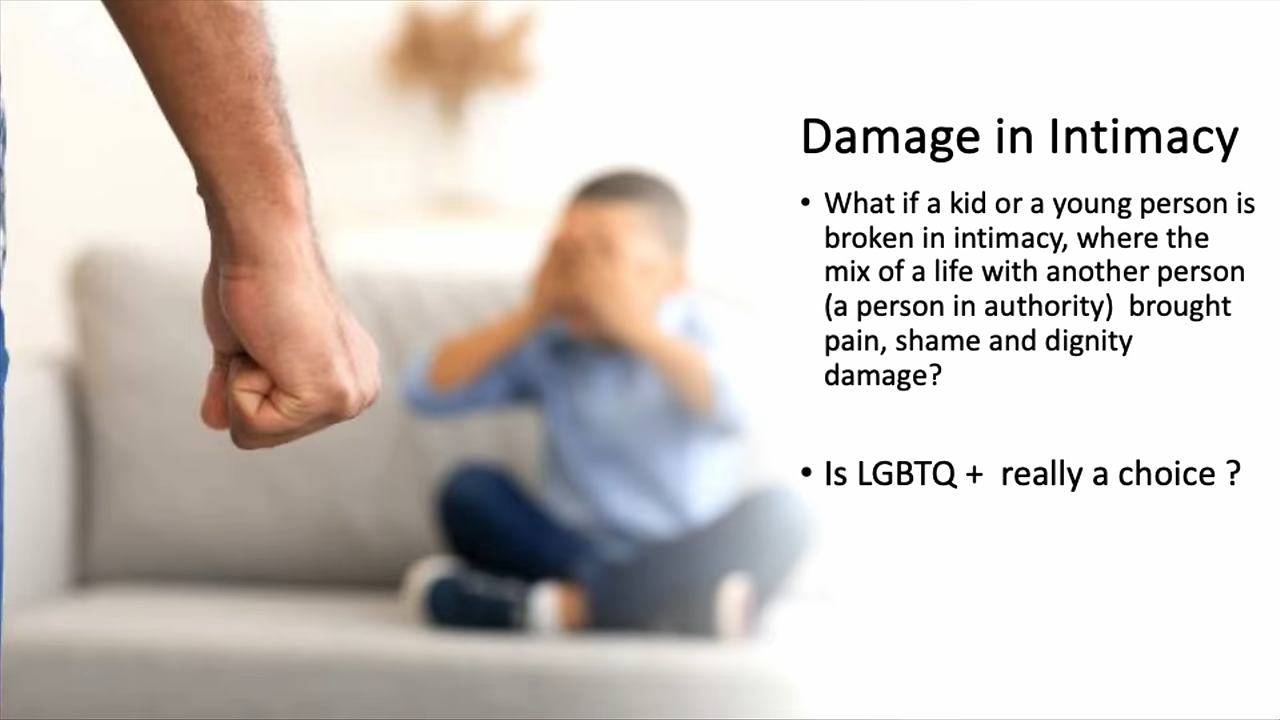 Damage in Intimacy
• What if a kid or a young person is
broken in intimacy, where the
mix of a life with another person
(a person in authority)  brought
pain, shame and dignity
damage?
• Is LGBTQ +  really a choice ?